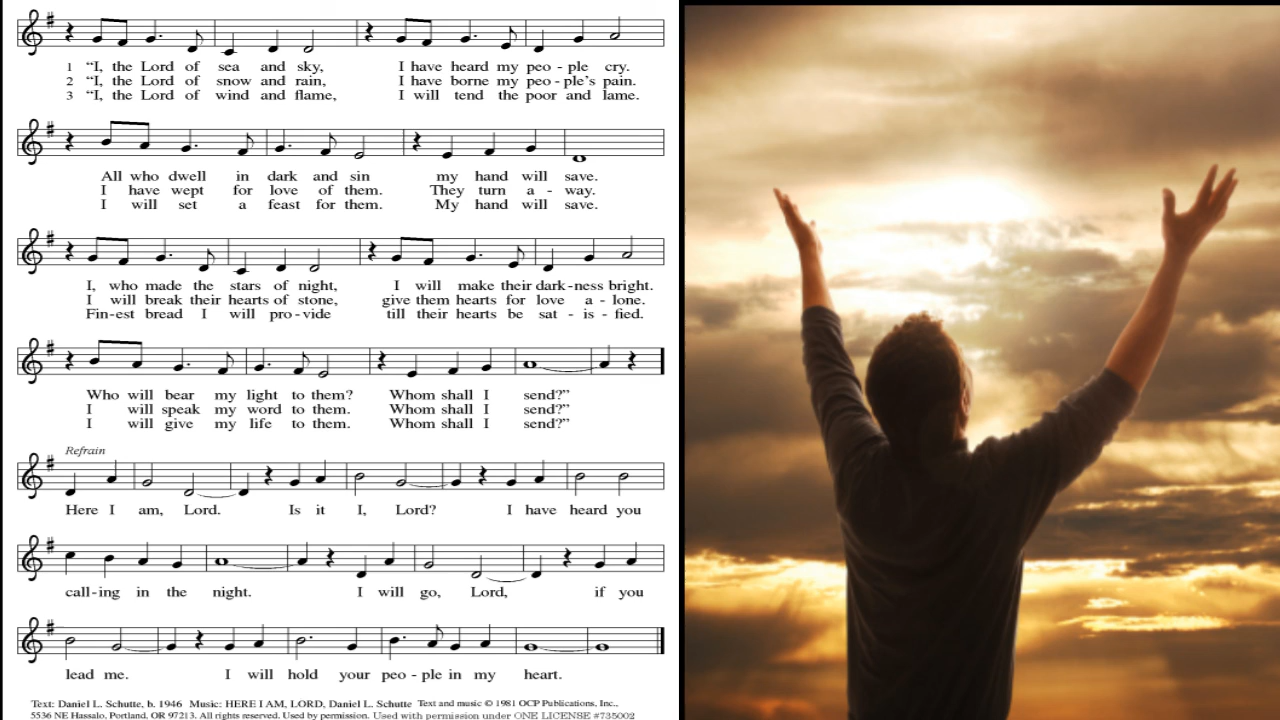 1 “I, the Lord of sea and sky, I have heard my peo - ple cry.
2 “I, the Lord of snow and rain, I have borne my peo - ple’s pain.
3 “I, the Lord of wind and flame, I will tend the poor and lame.
All who dwell in dark and sin my hand will save.
I have wept for love of them. They turn a - way.
I will set a feast for them. My hand will save.
I, who made the stars of night, I will make their dark - ness bright.
I will break their hearts of stone, give them hearts for love a - lone.
Fin - est bread I will pro - vide till their hearts be sat - is - fied.
Who will bear my light to them? Whom shall I send?”
I will speak my word to them. Whom shall I send?”
I will give my life to them. Whom shall I send?”
Refrain
Here I am, Lord. Is it I, Lord? I have heard you
call - ing in the night. I will go, Lord, if you
lead me. I will hold your peo - ple in my heart.
Text: Daniel L. Schutte, b. 1946 Music: HERE I AM, LORD, Daniel L. Schutte Text and music © 1981 OCP Publications, Inc.,
5536 NE Hassalo, Portland, OR 97213. All rights reserved. Used by permission. Used with permission under ONE LICENSE #735002